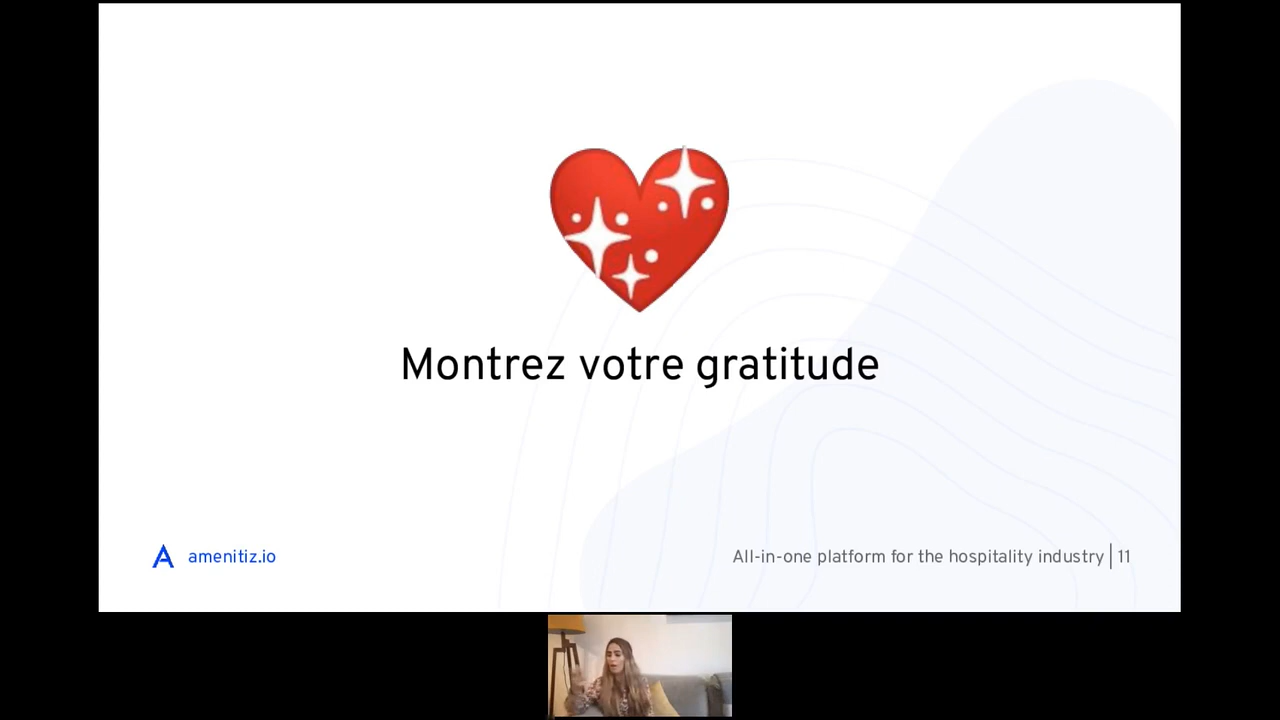 Montrez votre gratitude
amenitiz.io
All-in-one platform for the hospitality industry | 11